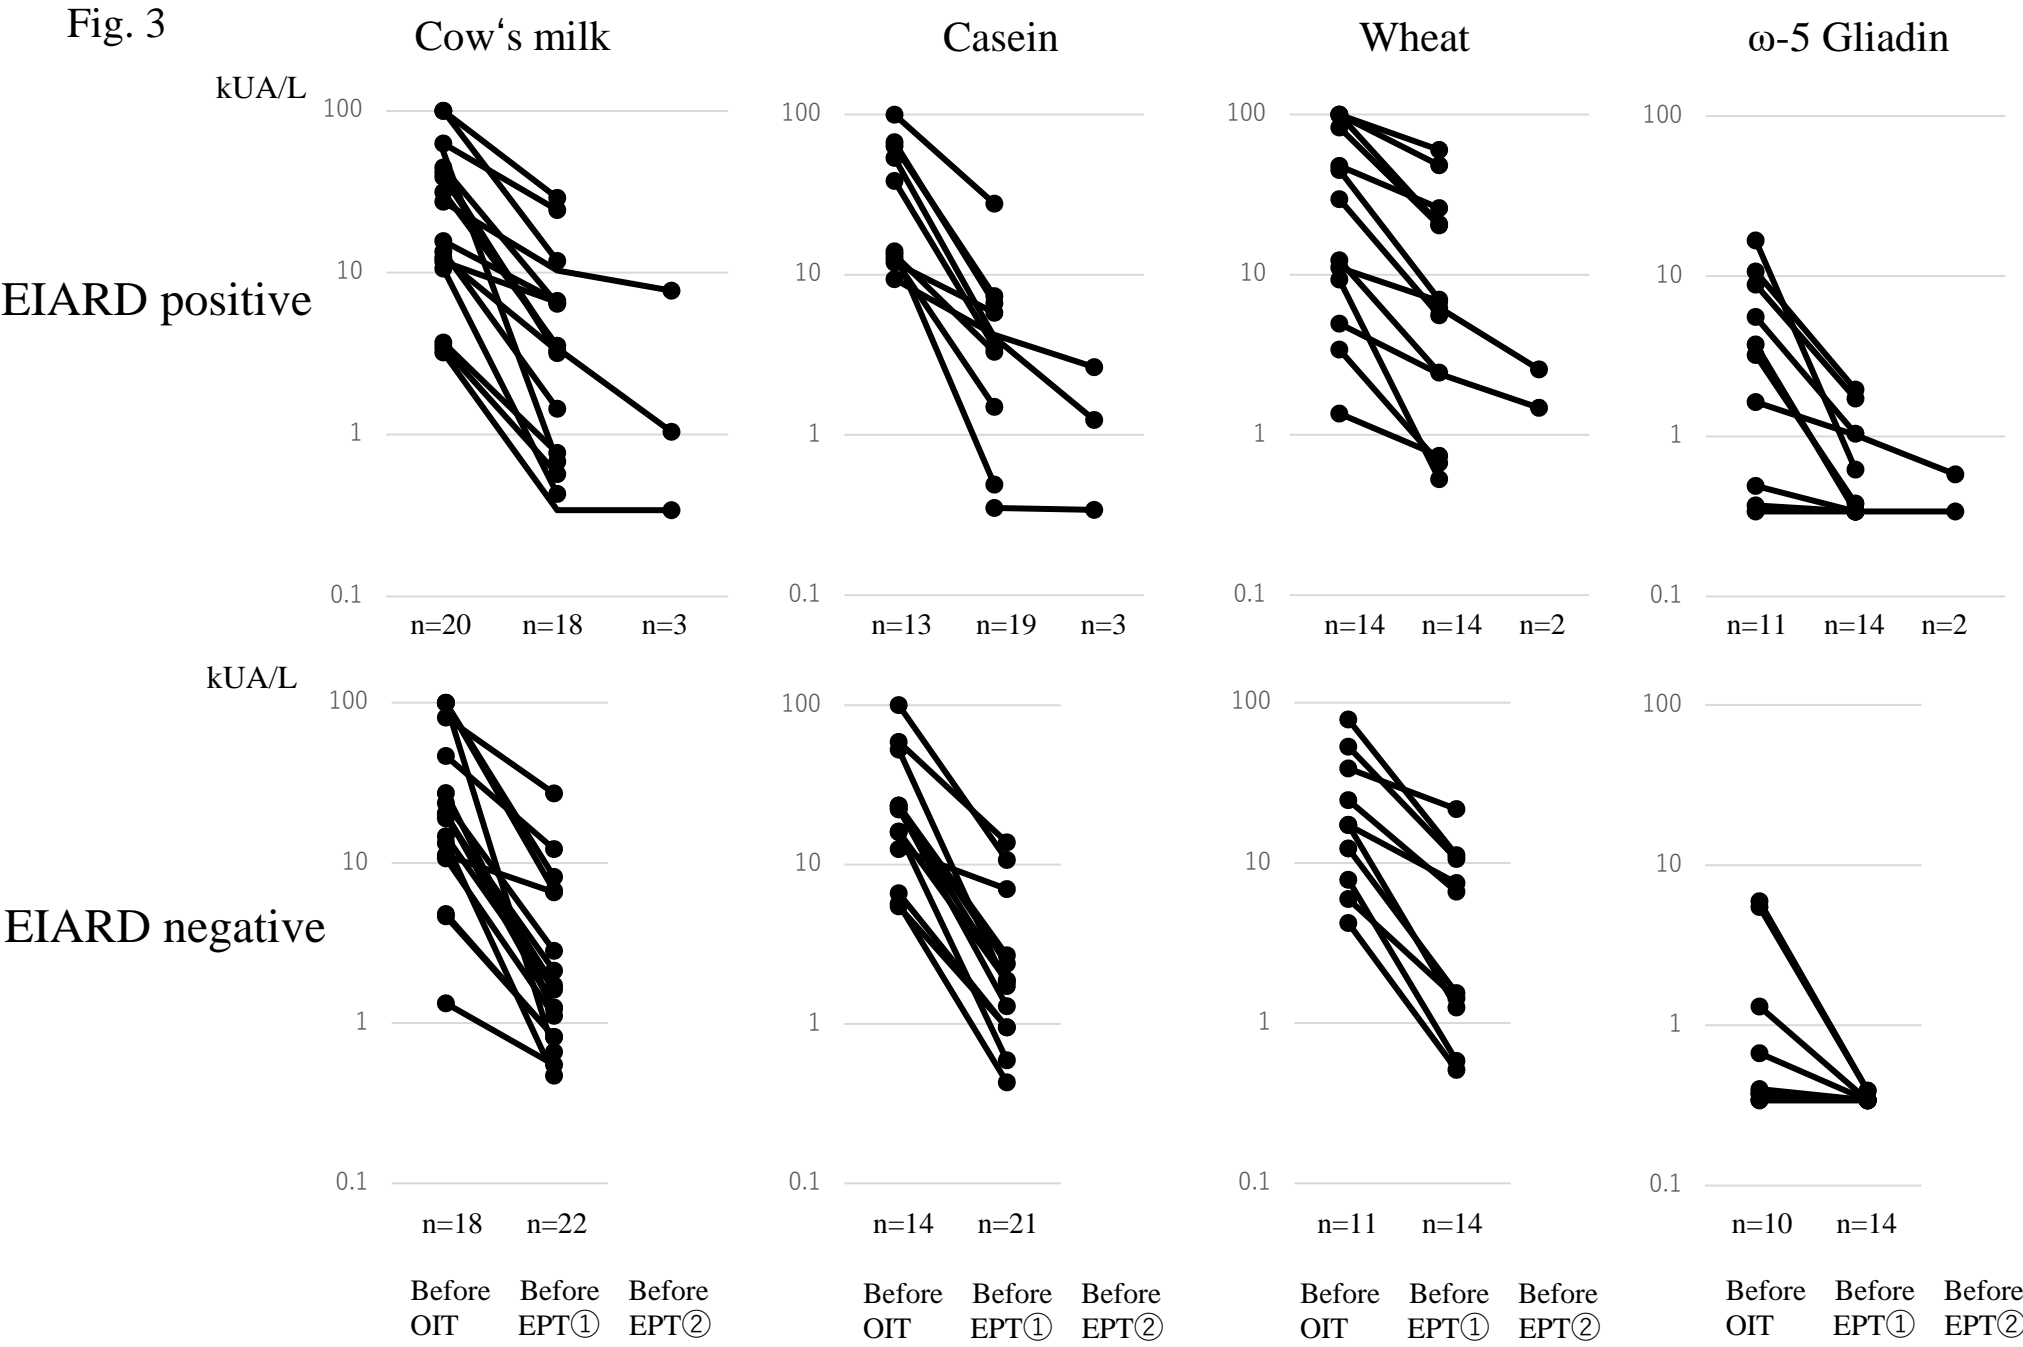 Fig. 3
Cow‘s milk
Casein
Wheat
ω-5 Gliadin
kUA/L
100
10
1
0.1
100
10
1
0.1
100
10
1
0.1
100
10
1
0.1
EIARD positive
n=20 n=18 n=3
n=13 n=19 n=3
n=14 n=14 n=2
n=11 n=14 n=2
kUA/L
100
10
1
0.1
100
10
1
0.1
100
10
1
0.1
100
10
1
0.1
EIARD negative
n=18 n=22
n=14 n=21
n=11 n=14
n=10 n=14
Before Before Before
OIT EPT① EPT②
Before Before Before
OIT EPT① EPT②
Before Before Before
OIT EPT① EPT②
Before Before Before
OIT EPT① EPT②